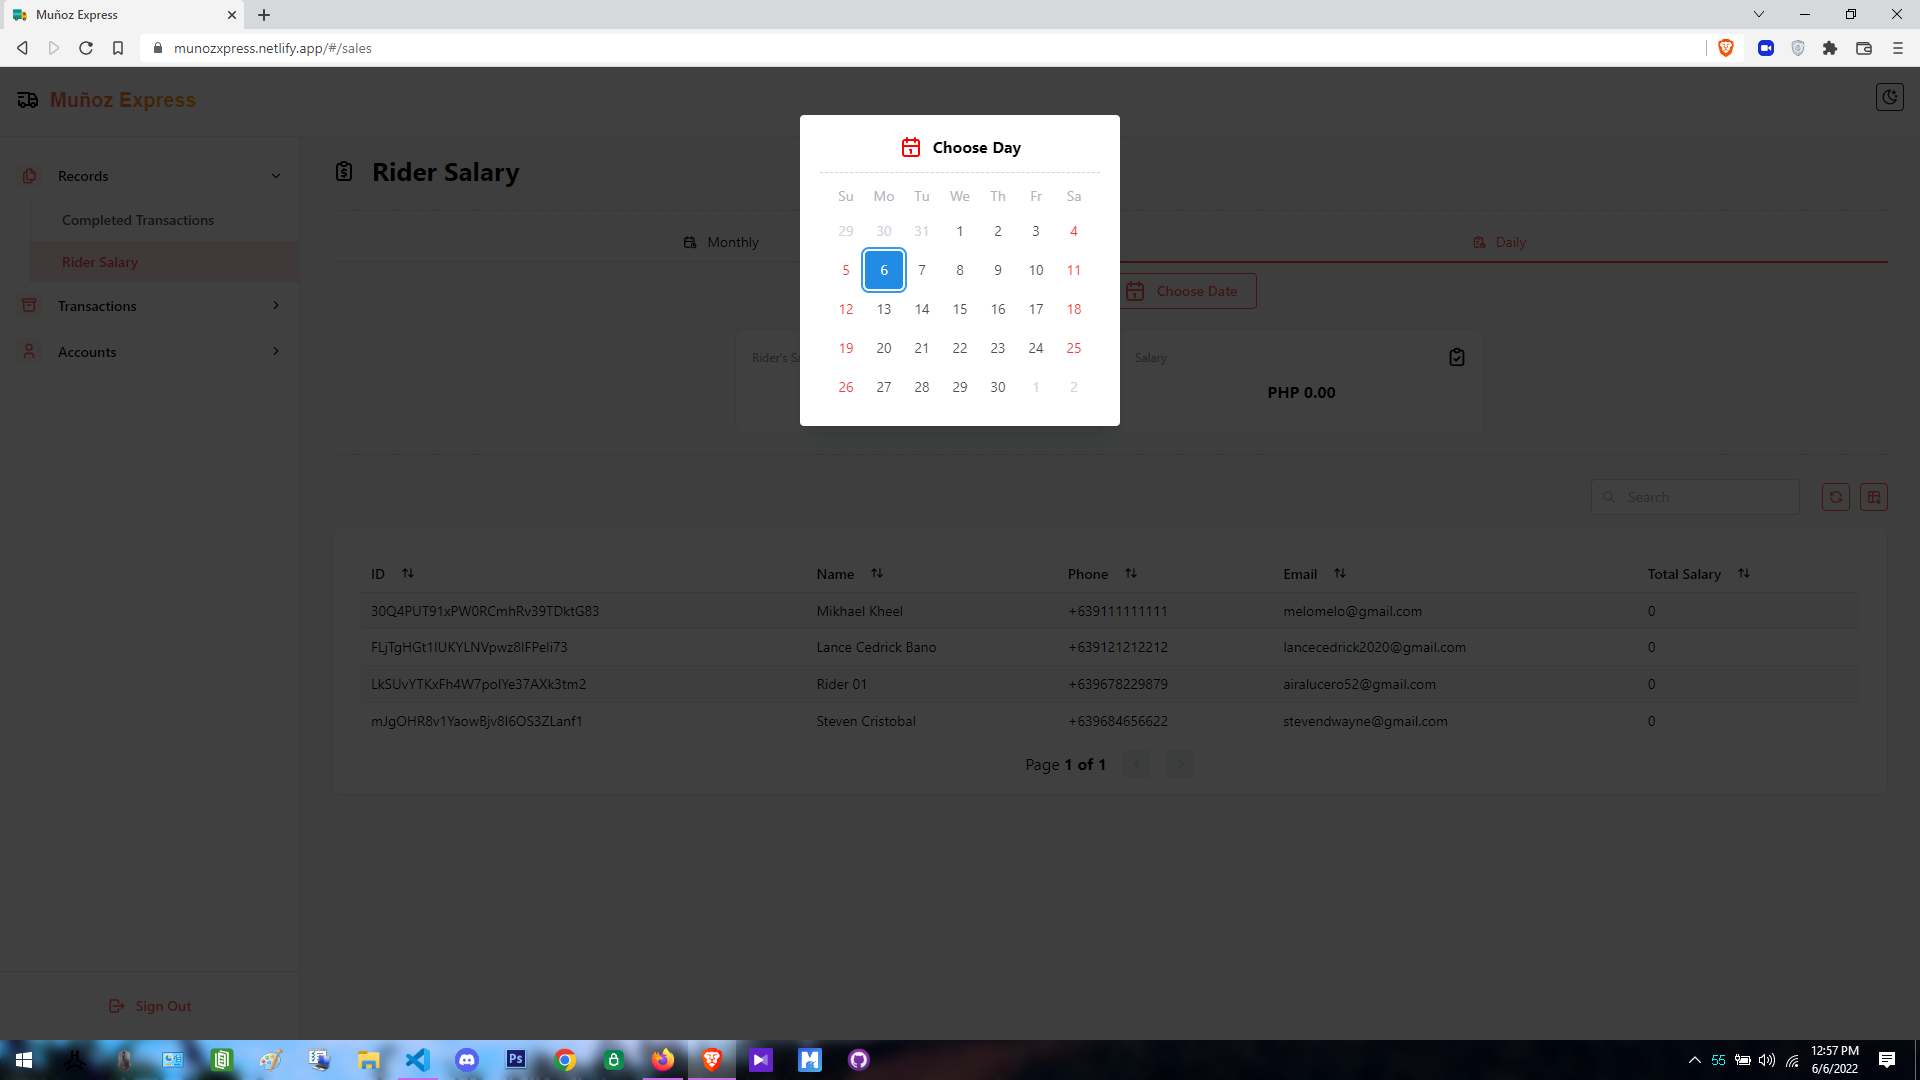 Muñoz Express
munozxpress.netlify.app/#/sales
Muñoz Express
Choose Day
Su Mo Tu We Th Fr Sa
29 30 31 1 2 3 4
5 6 7 8 9 10 11
12 13 14 15 16 17 18
19 20 21 22 23 24 25
26 27 28 29 30 1 2
Records
Completed Transactions
Rider Salary
Transactions
Accounts
Sign Out
Rider Salary
Monthly
Daily
Choose Date
Rider's Sa
Salary
PHP 0.00
Search
ID Name Phone Email Total Salary
30Q4PUT91xPW0RCmhRv39TDktG83 Mikhael Kheel +639111111111 melomelo@gmail.com 0
Lance Cedrick Bano +639121212212 lancecedrick2020@gmail.com 0
Rider 01 +639678229879 airalucero52@gmail.com 0
Steven Cristobal +639684656622 stevendwayne@gmail.com 0
Page 1 of 1
Ps
55
12:57 PM
6/6/2022